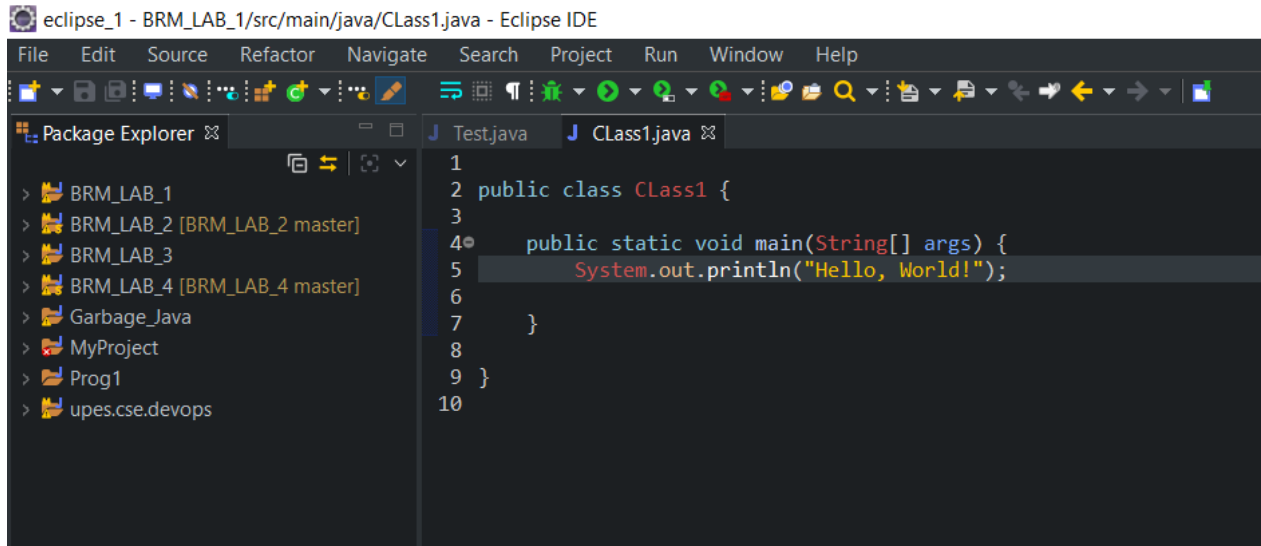 eclipse_1 - BRM_LAB_1/src/main/java/CLass1.java - Eclipse IDE
File Edit Source Refactor Navigate Search Project Run Window Help
Package Explorer
Test.java CLass1.java
BRM_LAB_1
BRM_LAB_2 [BRM_LAB_2 master]
BRM_LAB_3
BRM_LAB_4 [BRM_LAB_4 master]
Garbage_Java
MyProject
Prog1
upes.cse.devops
1
2 public class CLass1 {
3
4 public static void main(String[] args) {
5 System.out.println("Hello, World!");
6
7 }
8
9 }
10